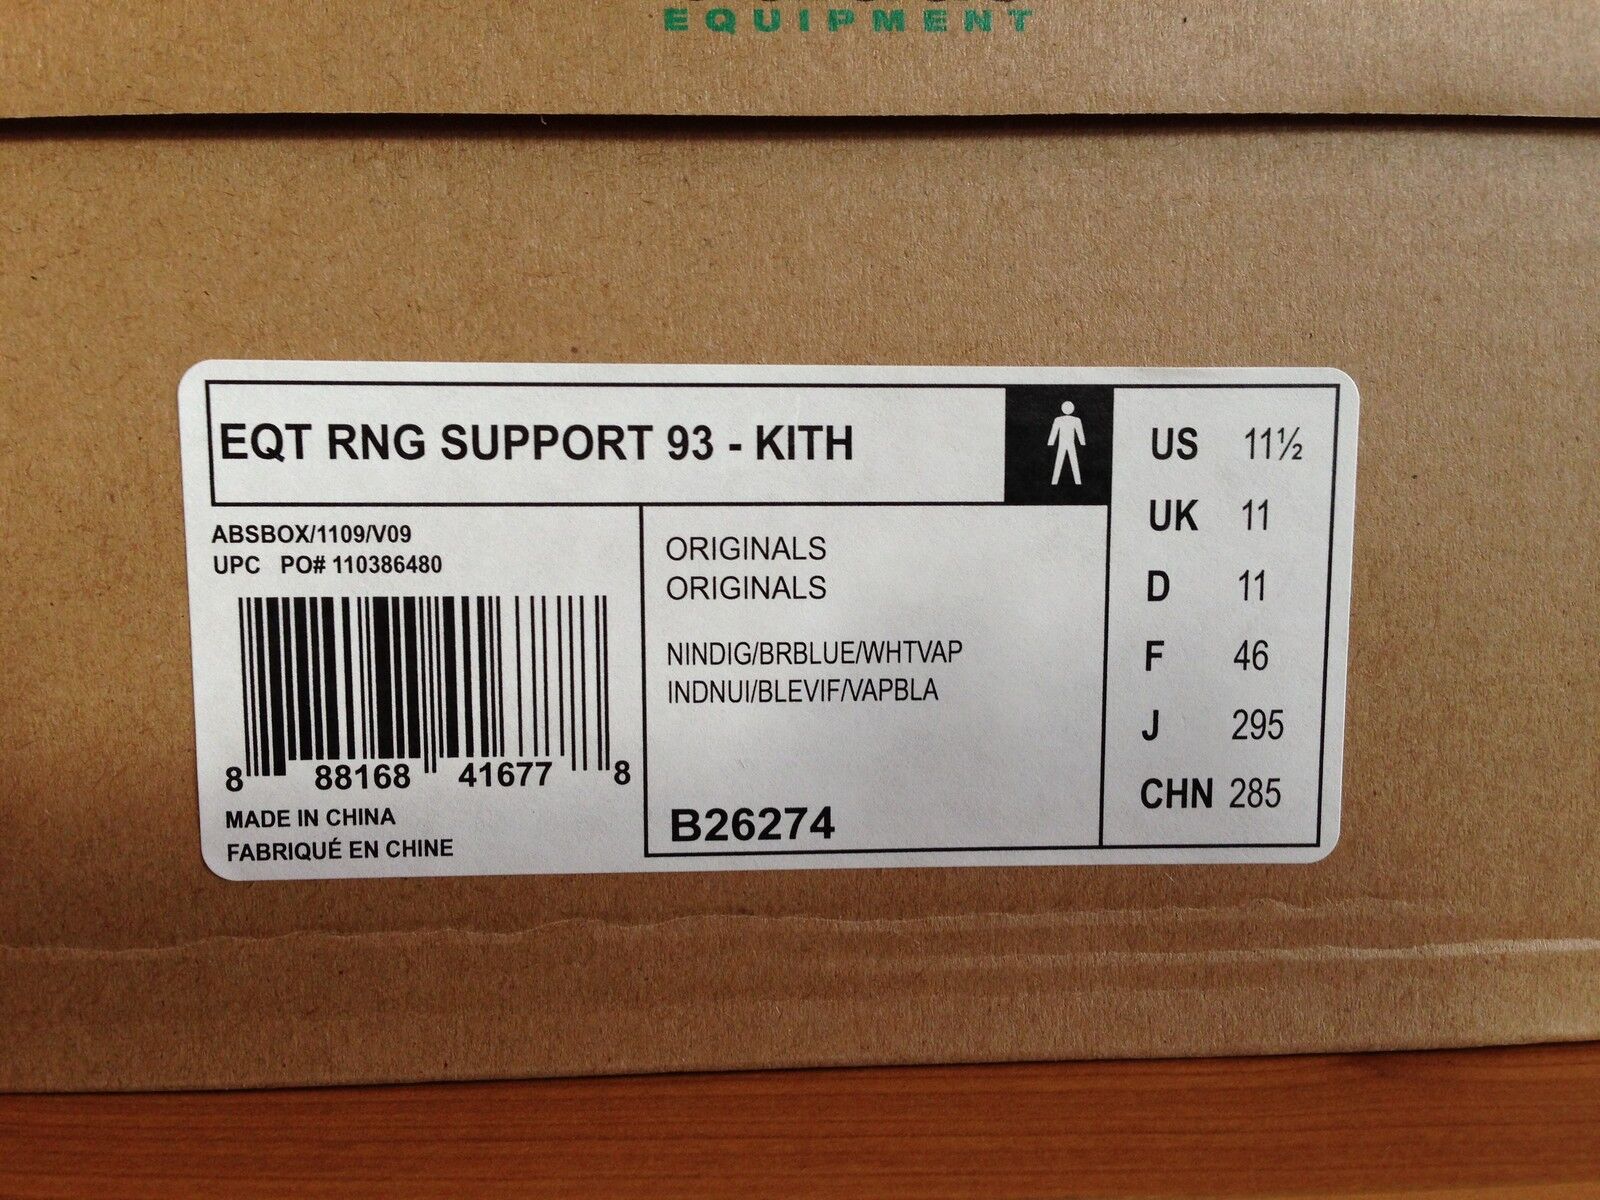 EQUIPMENT
EQT RNG SUPPORT 93 - KITH
ABSBOX/1109/V09
UPC PO# 110386480
8 88168 41677 8
MADE IN CHINA
FABRIQUÉ EN CHINE
ORIGINALS
ORIGINALS
NINDIG/BRBLUE/WHTVAP
INDNUI/BLEVIF/VAPBLA
B26274
US 11½
UK 11
D 11
F 46
J 295
CHN 285